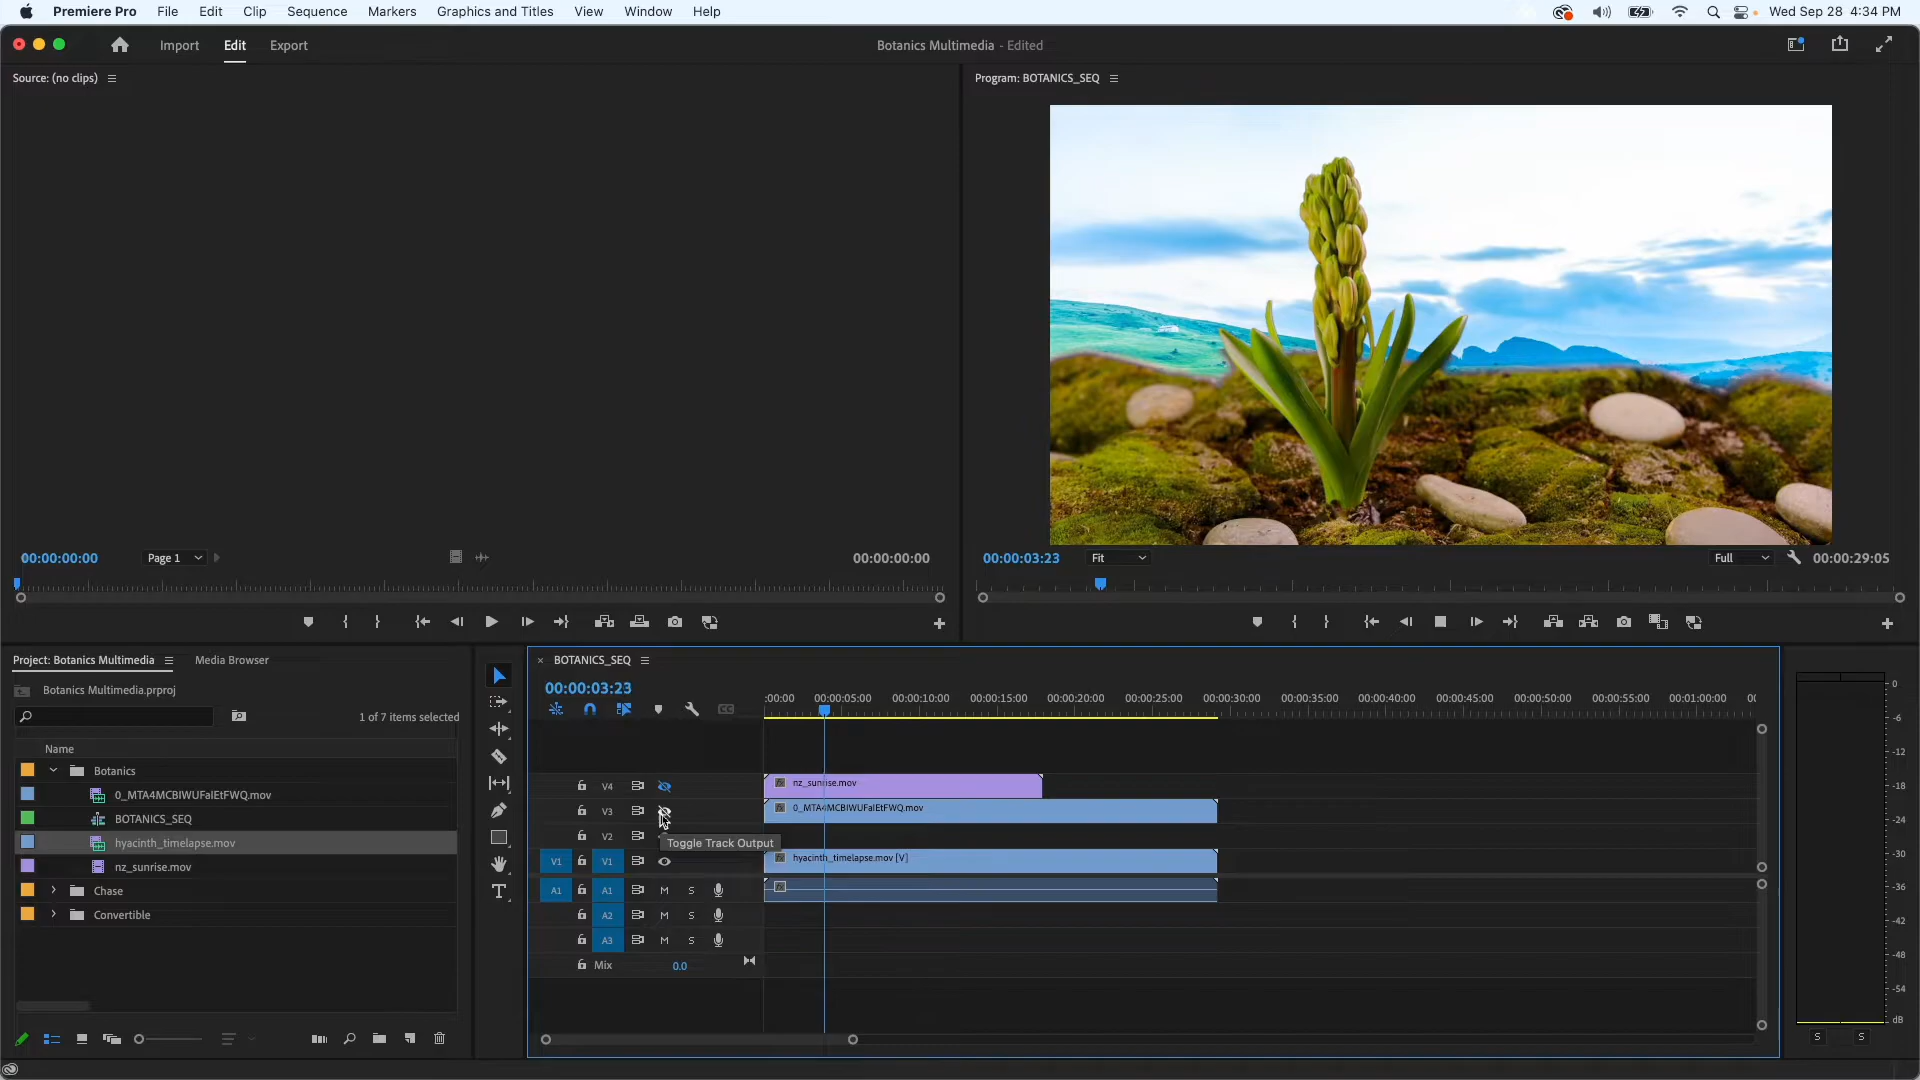 Premiere Pro File Edit Clip Sequence Markers Graphics and Titles View Window Help
Wed Sep 28 4:34 PM
Import Edit Export
Botanics Multimedia - Edited
Source: (no clips)
Program: BOTANICS_SEQ
00:00:00:00 Page 1 00:00:00:00
00:00:03:23 Fit Full 00:00:29:05
Project: Botanics Multimedia Media Browser
Botanics Multimedia.prproj
1 of 7 items selected
Name
Botanics
0_MTA4MCBIWUFaIEtFWQ.mov
BOTANICS_SEQ
hyacinth_timelapse.mov
nz_sunrise.mov
Chase
Convertible
BOTANICS_SEQ
00:00:03:23
:00:00 00:00:05:00 00:00:10:00 00:00:15:00 00:00:20:00 00:00:25:00 00:00:30:00 00:00:35:00 00:00:40:00 00:00:45:00 00:00:50:00 00:00:55:00 00:01:00:00 00
V4 nz_sunrise.mov
V3 0_MTA4MCBIWUFaIEtFWQ.mov
V2
Toggle Track Output
V1 V1 hyacinth_timelapse.mov [V]
A1 A1 M S
A2 M S
A3 M S
Mix 0.0
0
-6
-12
-18
-24
-30
-36
-42
-48
-54
dB
S S